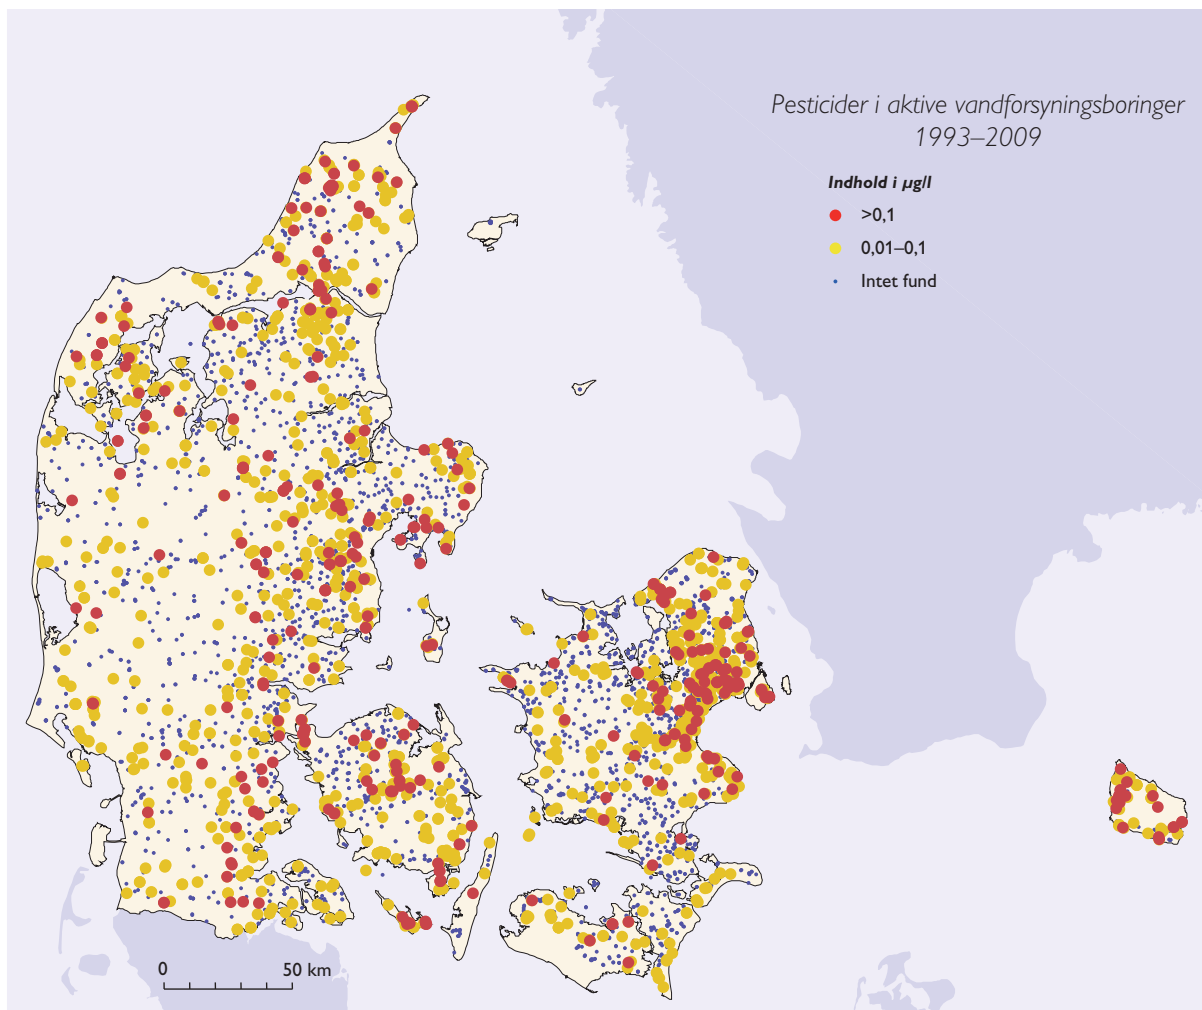 Pesticider i aktive vandforsyningsboringer
1993–2009
Indhold i µg/l
>0,1
0,01–0,1
Intet fund
0 50 km